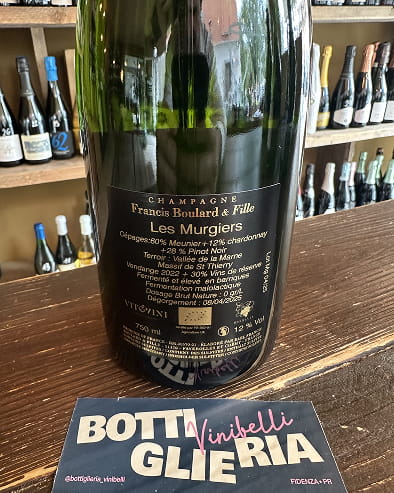 CHAMPAGNE
Francis Boulard & Fille
Les Murgiers
Cépages:60% Meunier+12% chardonnay
+28 % Pinot Noir
Terroir : Vallée de la Marne
Massif de St Thierry
Vendange 2022 + 30% Vins de réserve
Fermenté et élevé en barriques
Fermentation malolactique
Dosage Brut Nature : 0 gr/L
Dégorgement : 08/04/2025
750 ml
12 % Vol
BOTTI
Vinibelli
GLIERIA
@bottiglieria_vinibelli
FIDENZA•PR